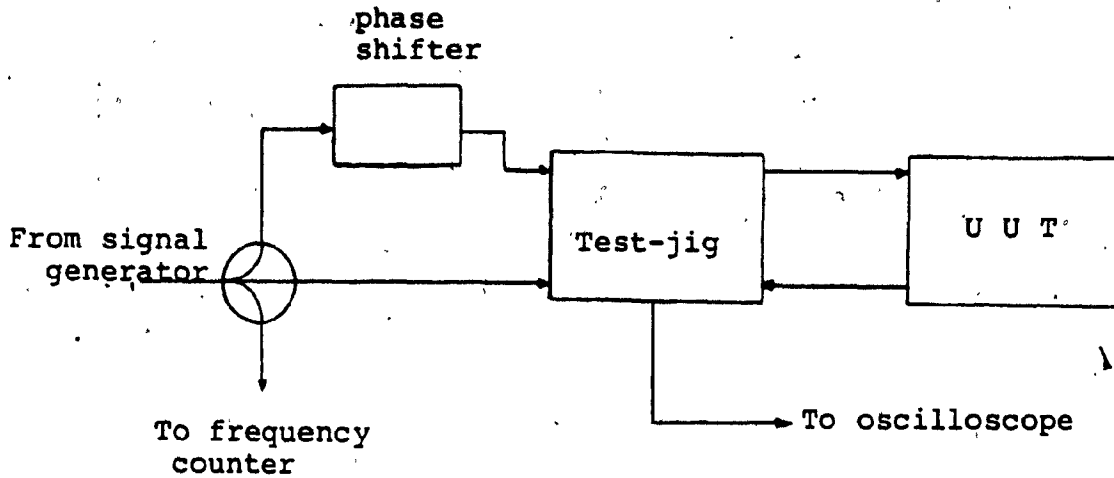 phase
shifter
From signal
generator
Test-jig
U U T
To oscilloscope
To frequency
counter